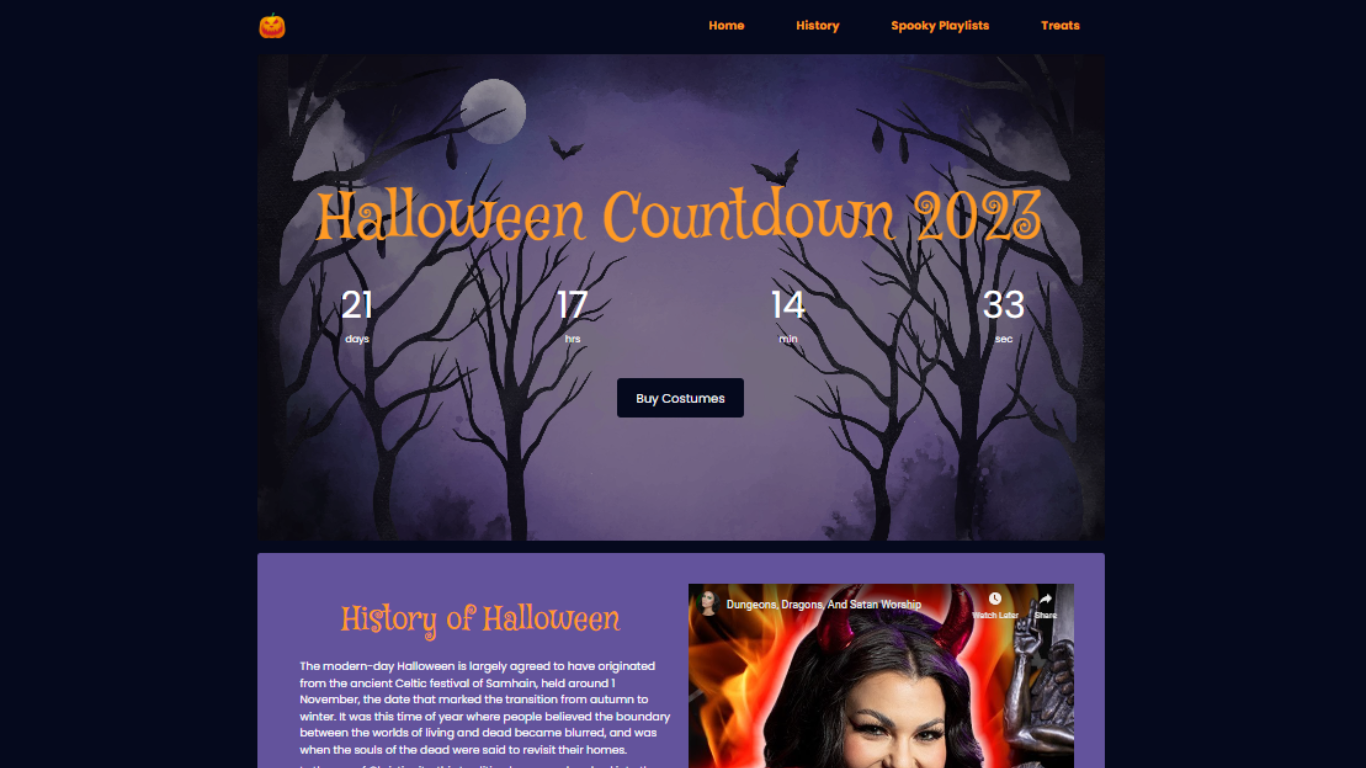 Home
History
Spooky Playlists
Treats
Halloween Countdown 2023
21
17
14
33
days
hrs
min
sec
Buy Costumes
History of Halloween
Dungeons, Dragons, And Satan Worship
Watch Later
Share
The modern-day Halloween is largely agreed to have originated
from the ancient Celtic festival of Samhain, held around 1
November, the date that marked the transition from autumn to
winter. It was this time of year where people believed the boundary
between the worlds of living and dead became blurred, and was
when the souls of the dead were said to revisit their homes.